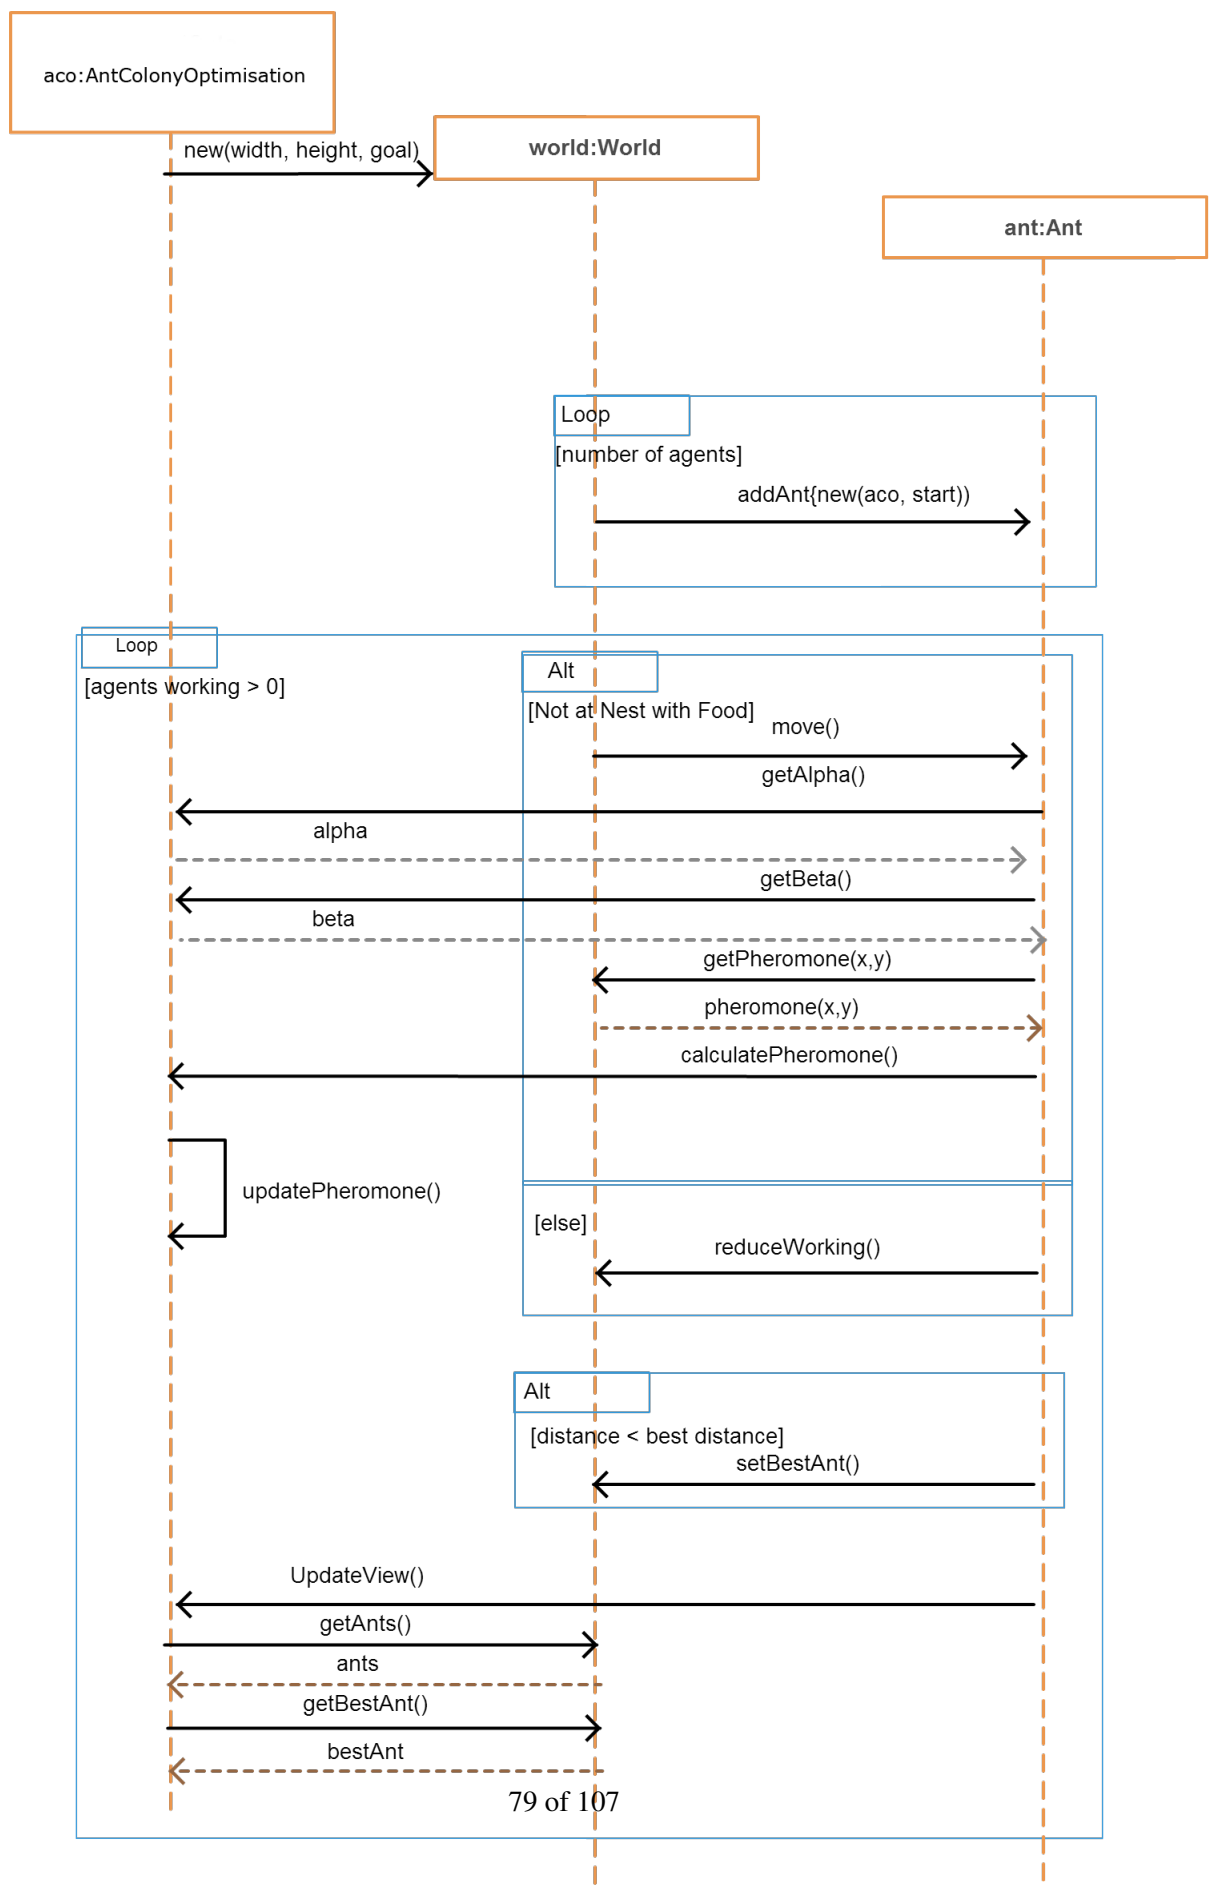 aco:AntColonyOptimisation
new(width, height, goal)
world:World
ant:Ant
Loop
[number of agents]
addAnt{new(aco, start))
Loop
[agents working > 0]
Alt
[Not at Nest with Food]
move()
getAlpha()
alpha
getBeta()
beta
getPheromone(x,y)
pheromone(x,y)
calculatePheromone()
updatePheromone()
[else]
reduceWorking()
Alt
[distance < best distance]
setBestAnt()
UpdateView()
getAnts()
ants
getBestAnt()
bestAnt
79 of 107